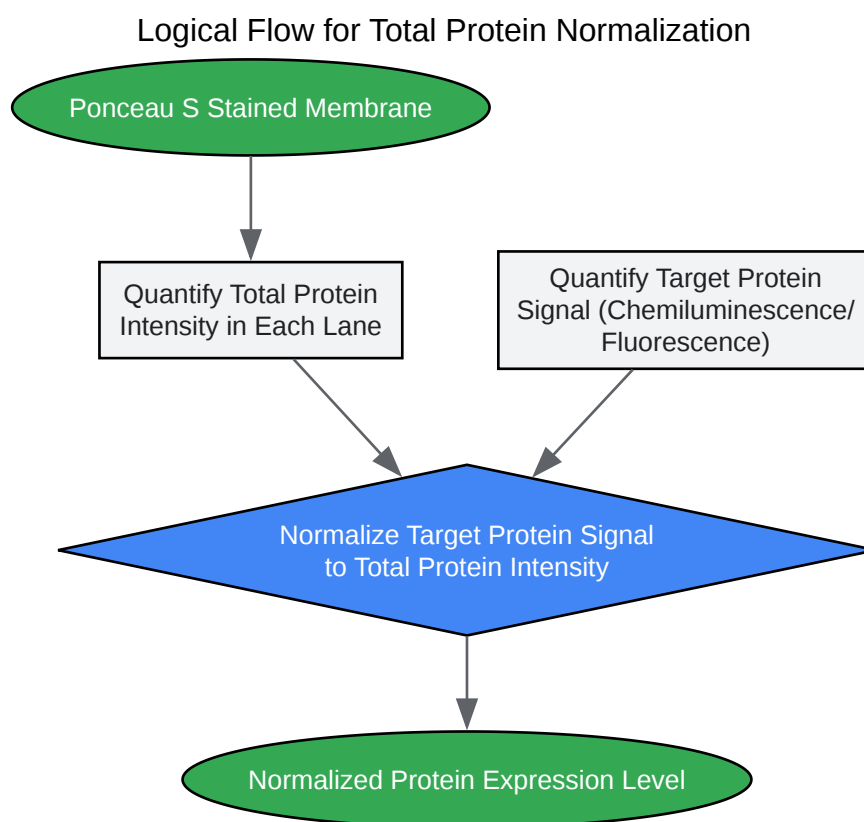 Logical Flow for Total Protein Normalization
Ponceau S Stained Membrane
Quantify Total Protein
Intensity in Each Lane
Quantify Target Protein
Signal (Chemiluminescence/
Fluorescence)
Normalize Target Protein Signal
to Total Protein Intensity
Normalized Protein Expression Level